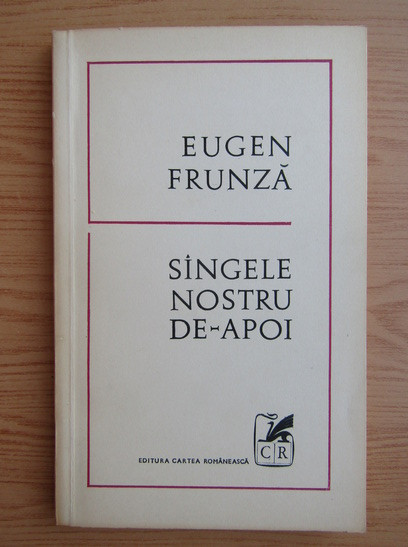 EUGEN
FRUNZĂ
SÎNGELE
NOSTRU
DE-APOI
EDITURA CARTEA ROMÂNEASCĂ
CR